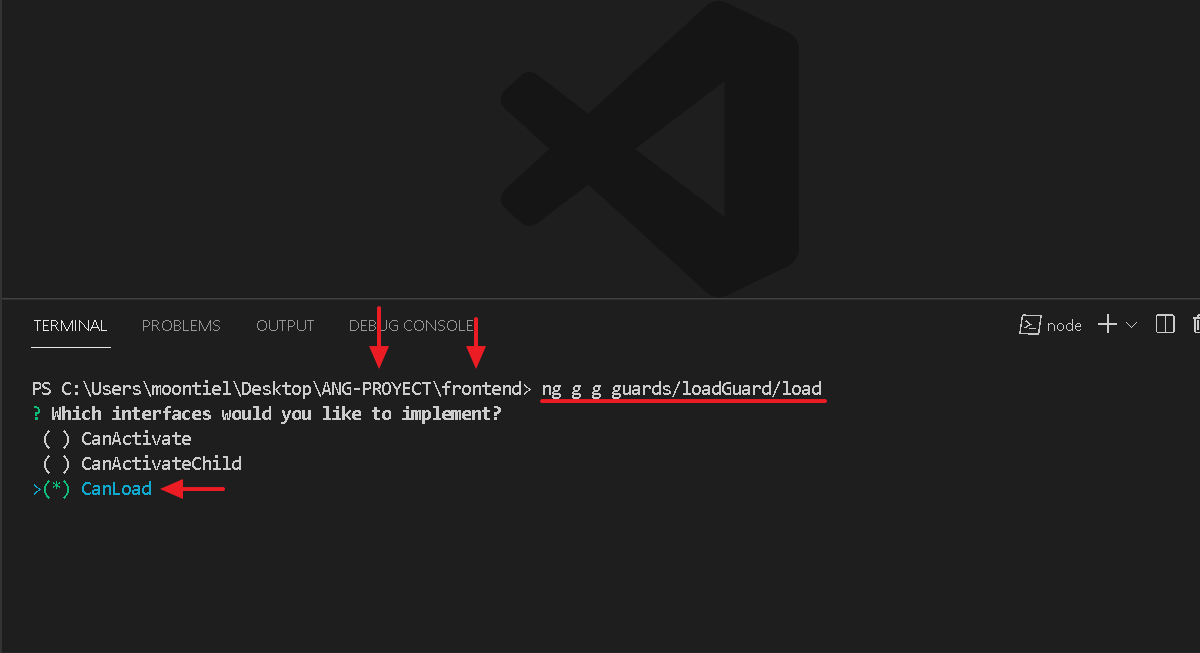 TERMINAL PROBLEMS OUTPUT DEBUG CONSOLE node
PS C:\Users\moontiel\Desktop\ANG-PROYECT\frontend> ng g g guards/loadGuard/load
? Which interfaces would you like to implement?
( ) CanActivate
( ) CanActivateChild
>(*) CanLoad